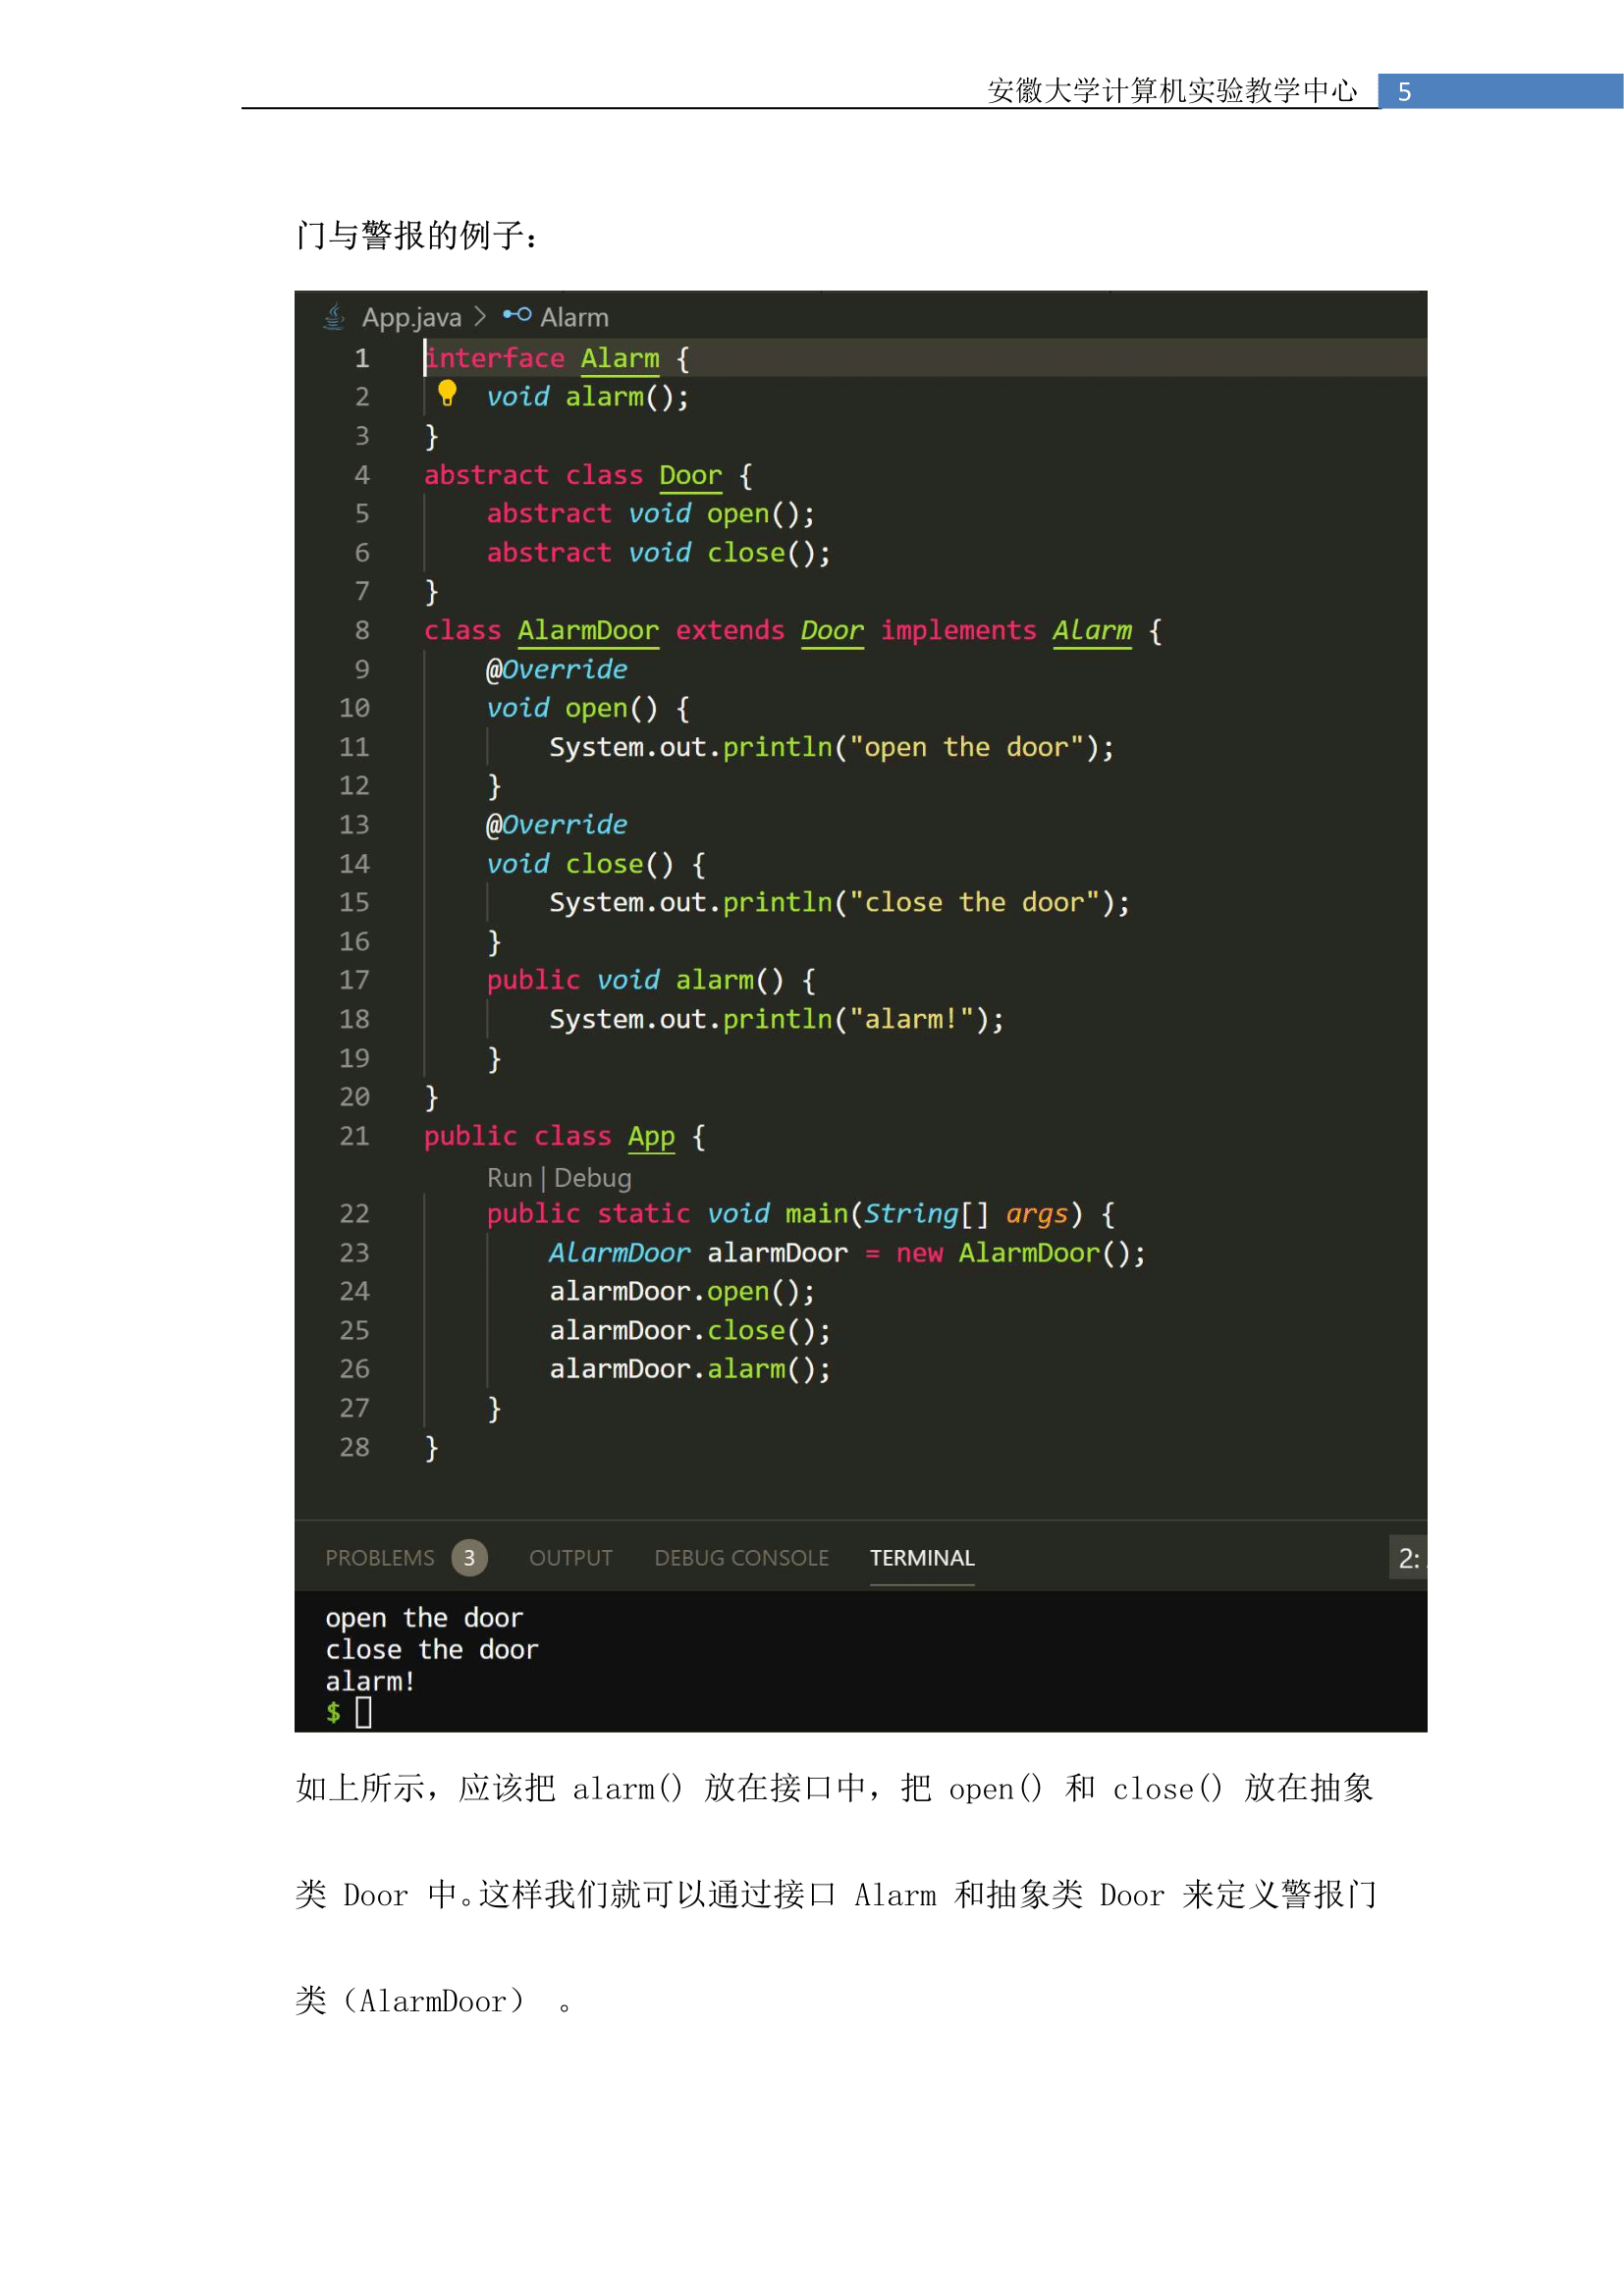 安徽大学计算机实验教学中心 5
门与警报的例子：
App.java > Alarm
1 interface Alarm {
2     void alarm();
3 }
4 abstract class Door {
5     abstract void open();
6     abstract void close();
7 }
8 class AlarmDoor extends Door implements Alarm {
9     @Override
10     void open() {
11         System.out.println("open the door");
12     }
13     @Override
14     void close() {
15         System.out.println("close the door");
16     }
17     public void alarm() {
18         System.out.println("alarm!");
19     }
20 }
21 public class App {
Run | Debug
22     public static void main(String[] args) {
23         AlarmDoor alarmDoor = new AlarmDoor();
24         alarmDoor.open();
25         alarmDoor.close();
26         alarmDoor.alarm();
27     }
28 }
PROBLEMS 3 OUTPUT DEBUG CONSOLE TERMINAL 2:
open the door
close the door
alarm!
$
如上所示，应该把 alarm() 放在接口中，把 open() 和 close() 放在抽象
类 Door 中。这样我们就可以通过接口 Alarm 和抽象类 Door 来定义警报门
类（AlarmDoor） 。